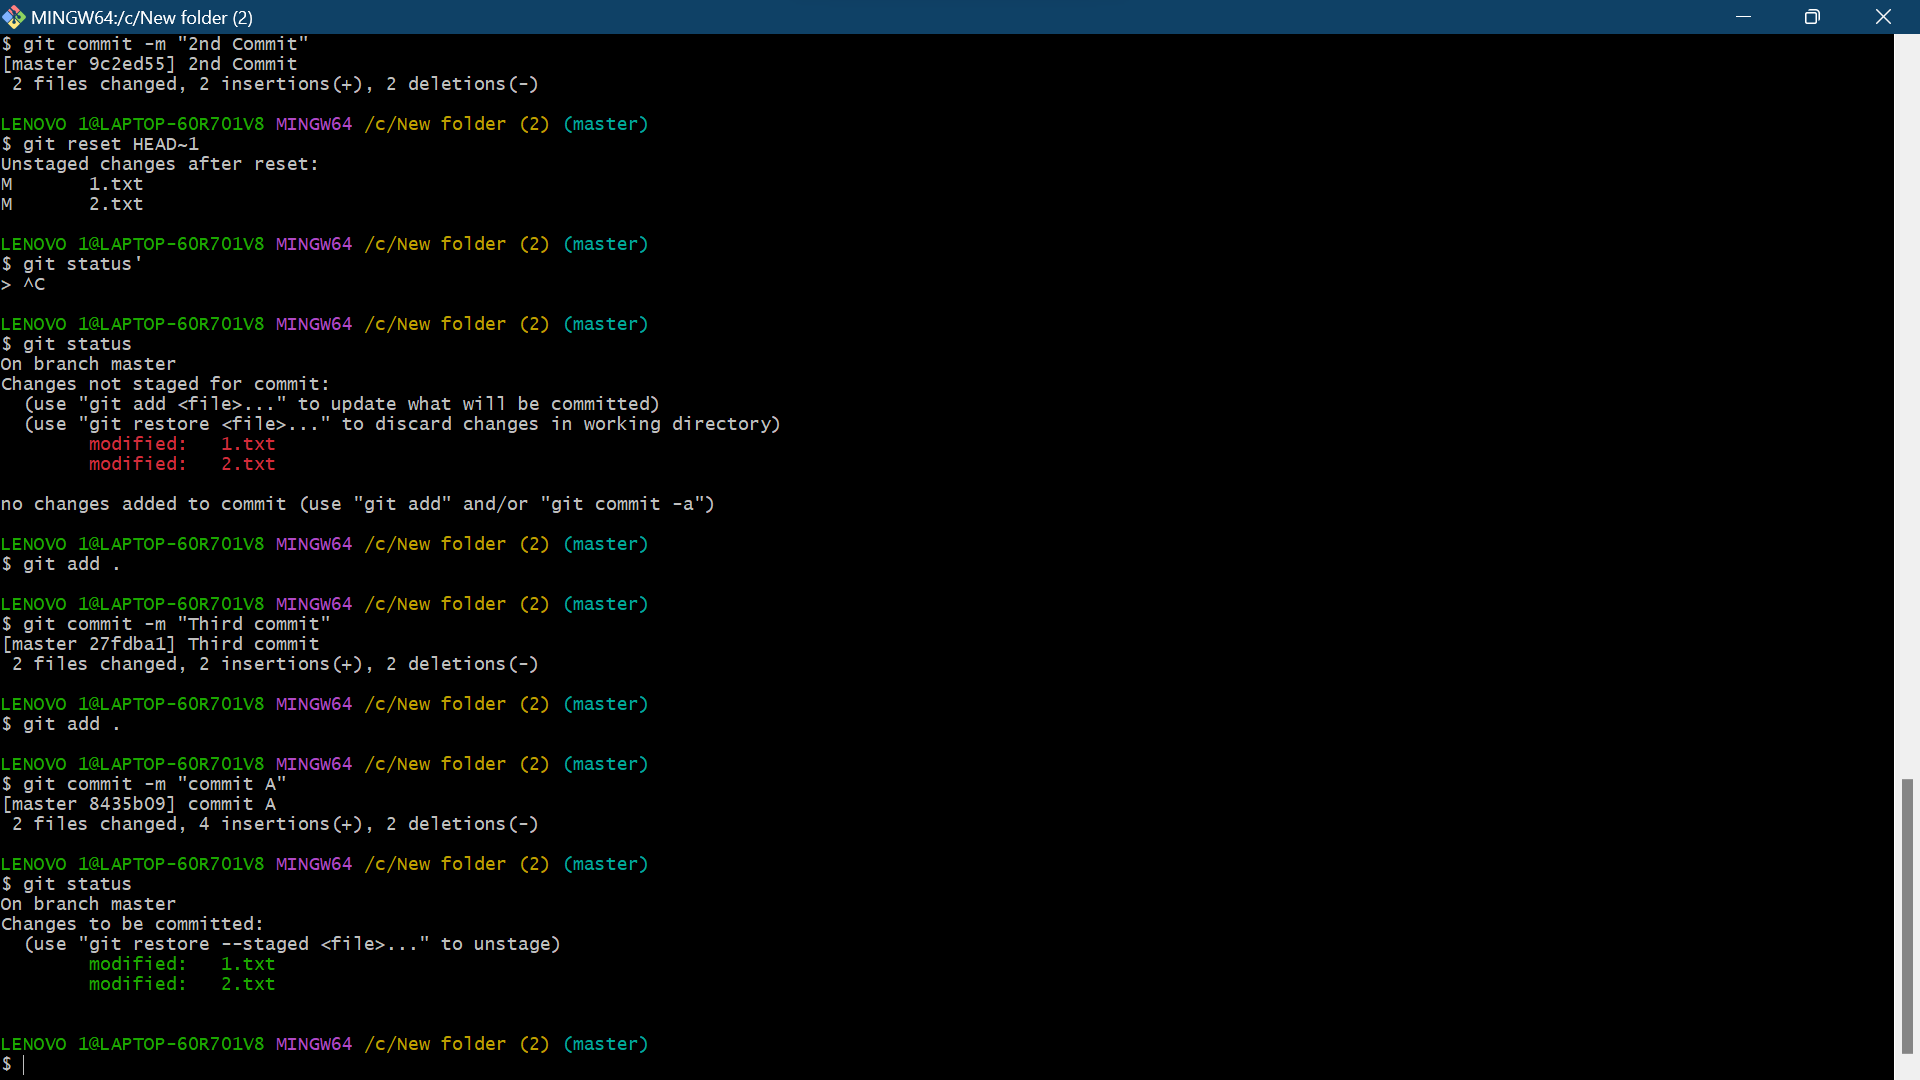 MINGW64:/c/New folder (2)
$ git commit -m "2nd Commit"
[master 9c2ed55] 2nd Commit
 2 files changed, 2 insertions(+), 2 deletions(-)

LENOVO 1@LAPTOP-6OR7O1V8 MINGW64 /c/New folder (2) (master)
$ git reset HEAD~1
Unstaged changes after reset:
M       1.txt
M       2.txt

LENOVO 1@LAPTOP-6OR7O1V8 MINGW64 /c/New folder (2) (master)
$ git status'
> ^C

LENOVO 1@LAPTOP-6OR7O1V8 MINGW64 /c/New folder (2) (master)
$ git status
On branch master
Changes not staged for commit:
  (use "git add <file>..." to update what will be committed)
  (use "git restore <file>..." to discard changes in working directory)
        modified:   1.txt
        modified:   2.txt

no changes added to commit (use "git add" and/or "git commit -a")

LENOVO 1@LAPTOP-6OR7O1V8 MINGW64 /c/New folder (2) (master)
$ git add .

LENOVO 1@LAPTOP-6OR7O1V8 MINGW64 /c/New folder (2) (master)
$ git commit -m "Third commit"
[master 27fdba1] Third commit
 2 files changed, 2 insertions(+), 2 deletions(-)

LENOVO 1@LAPTOP-6OR7O1V8 MINGW64 /c/New folder (2) (master)
$ git add .

LENOVO 1@LAPTOP-6OR7O1V8 MINGW64 /c/New folder (2) (master)
$ git commit -m "commit A"
[master 8435b09] commit A
 2 files changed, 4 insertions(+), 2 deletions(-)

LENOVO 1@LAPTOP-6OR7O1V8 MINGW64 /c/New folder (2) (master)
$ git status
On branch master
Changes to be committed:
  (use "git restore --staged <file>..." to unstage)
        modified:   1.txt
        modified:   2.txt


LENOVO 1@LAPTOP-6OR7O1V8 MINGW64 /c/New folder (2) (master)
$